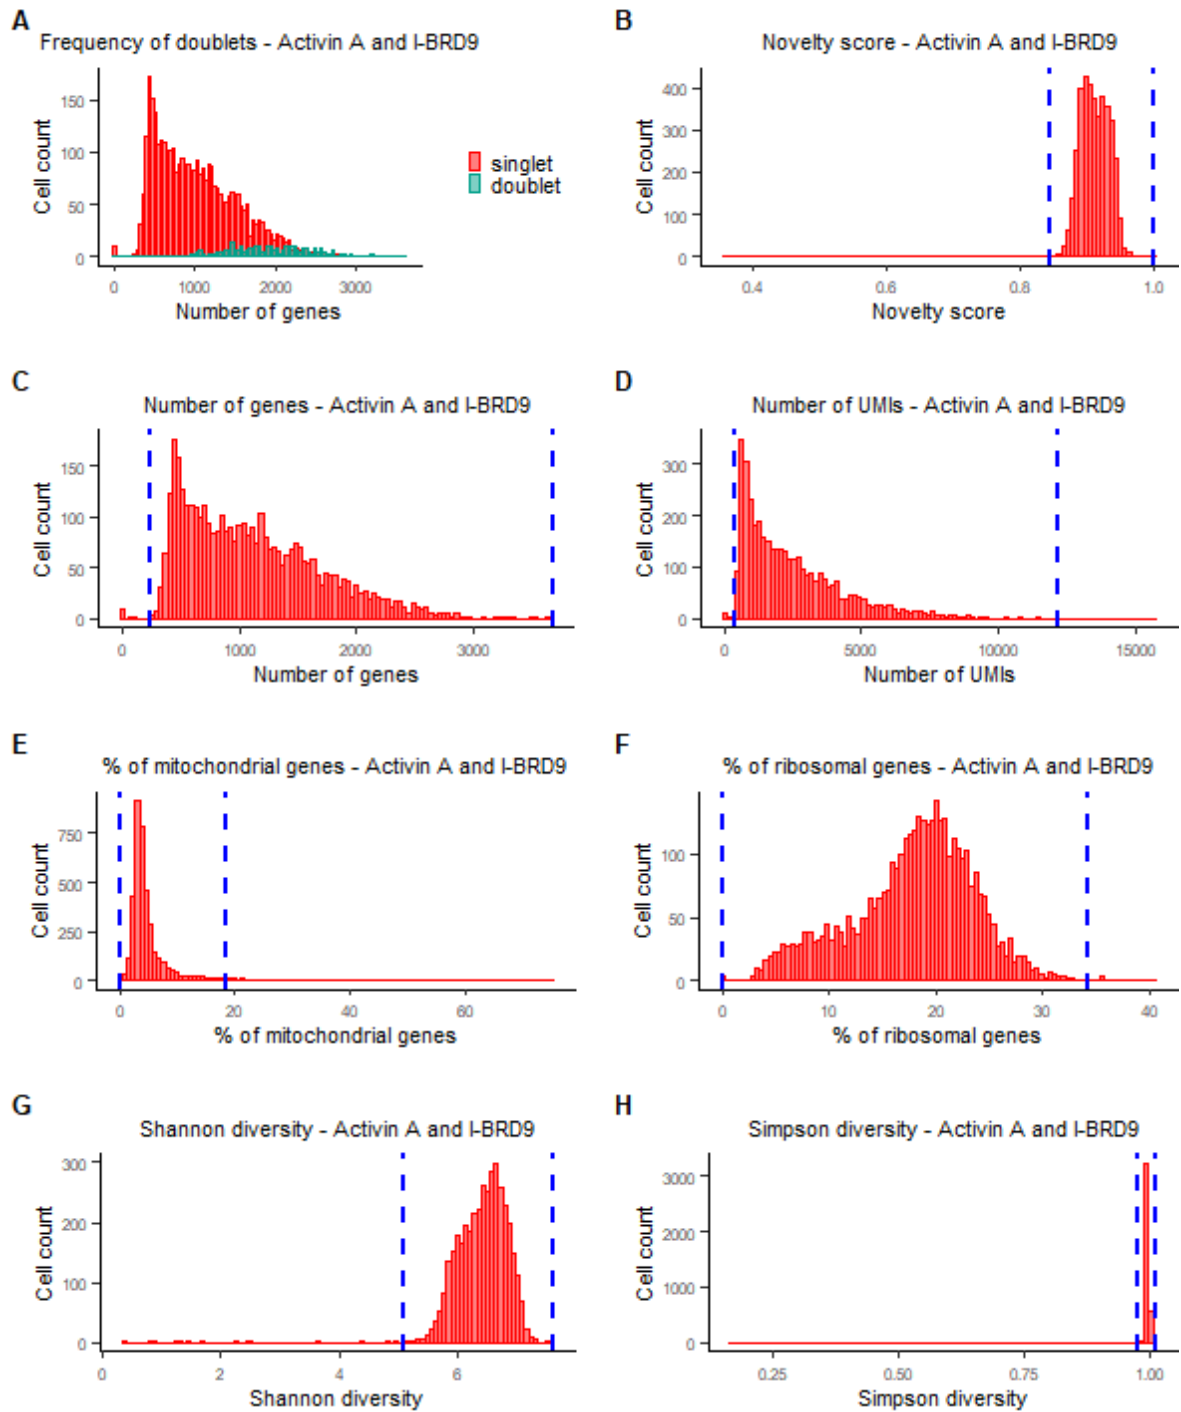 A
Frequency of doublets - Activin A and I-BRD9
150
100
50
0
Cell count
0 1000 2000 3000
Number of genes
singlet
doublet
B
Novelty score - Activin A and I-BRD9
400
300
200
100
0
Cell count
0.4 0.6 0.8 1.0
Novelty score
C
Number of genes - Activin A and I-BRD9
150
100
50
0
Cell count
0 1000 2000 3000
Number of genes
D
Number of UMIs - Activin A and I-BRD9
300
200
100
0
Cell count
0 5000 10000 15000
Number of UMIs
E
% of mitochondrial genes - Activin A and I-BRD9
750
500
250
0
Cell count
0 20 40 60
% of mitochondrial genes
F
% of ribosomal genes - Activin A and I-BRD9
100
50
0
Cell count
0 10 20 30 40
% of ribosomal genes
G
Shannon diversity - Activin A and I-BRD9
300
200
100
0
Cell count
0 2 4 6
Shannon diversity
H
Simpson diversity - Activin A and I-BRD9
3000
2000
1000
0
Cell count
0.25 0.50 0.75 1.00
Simpson diversity